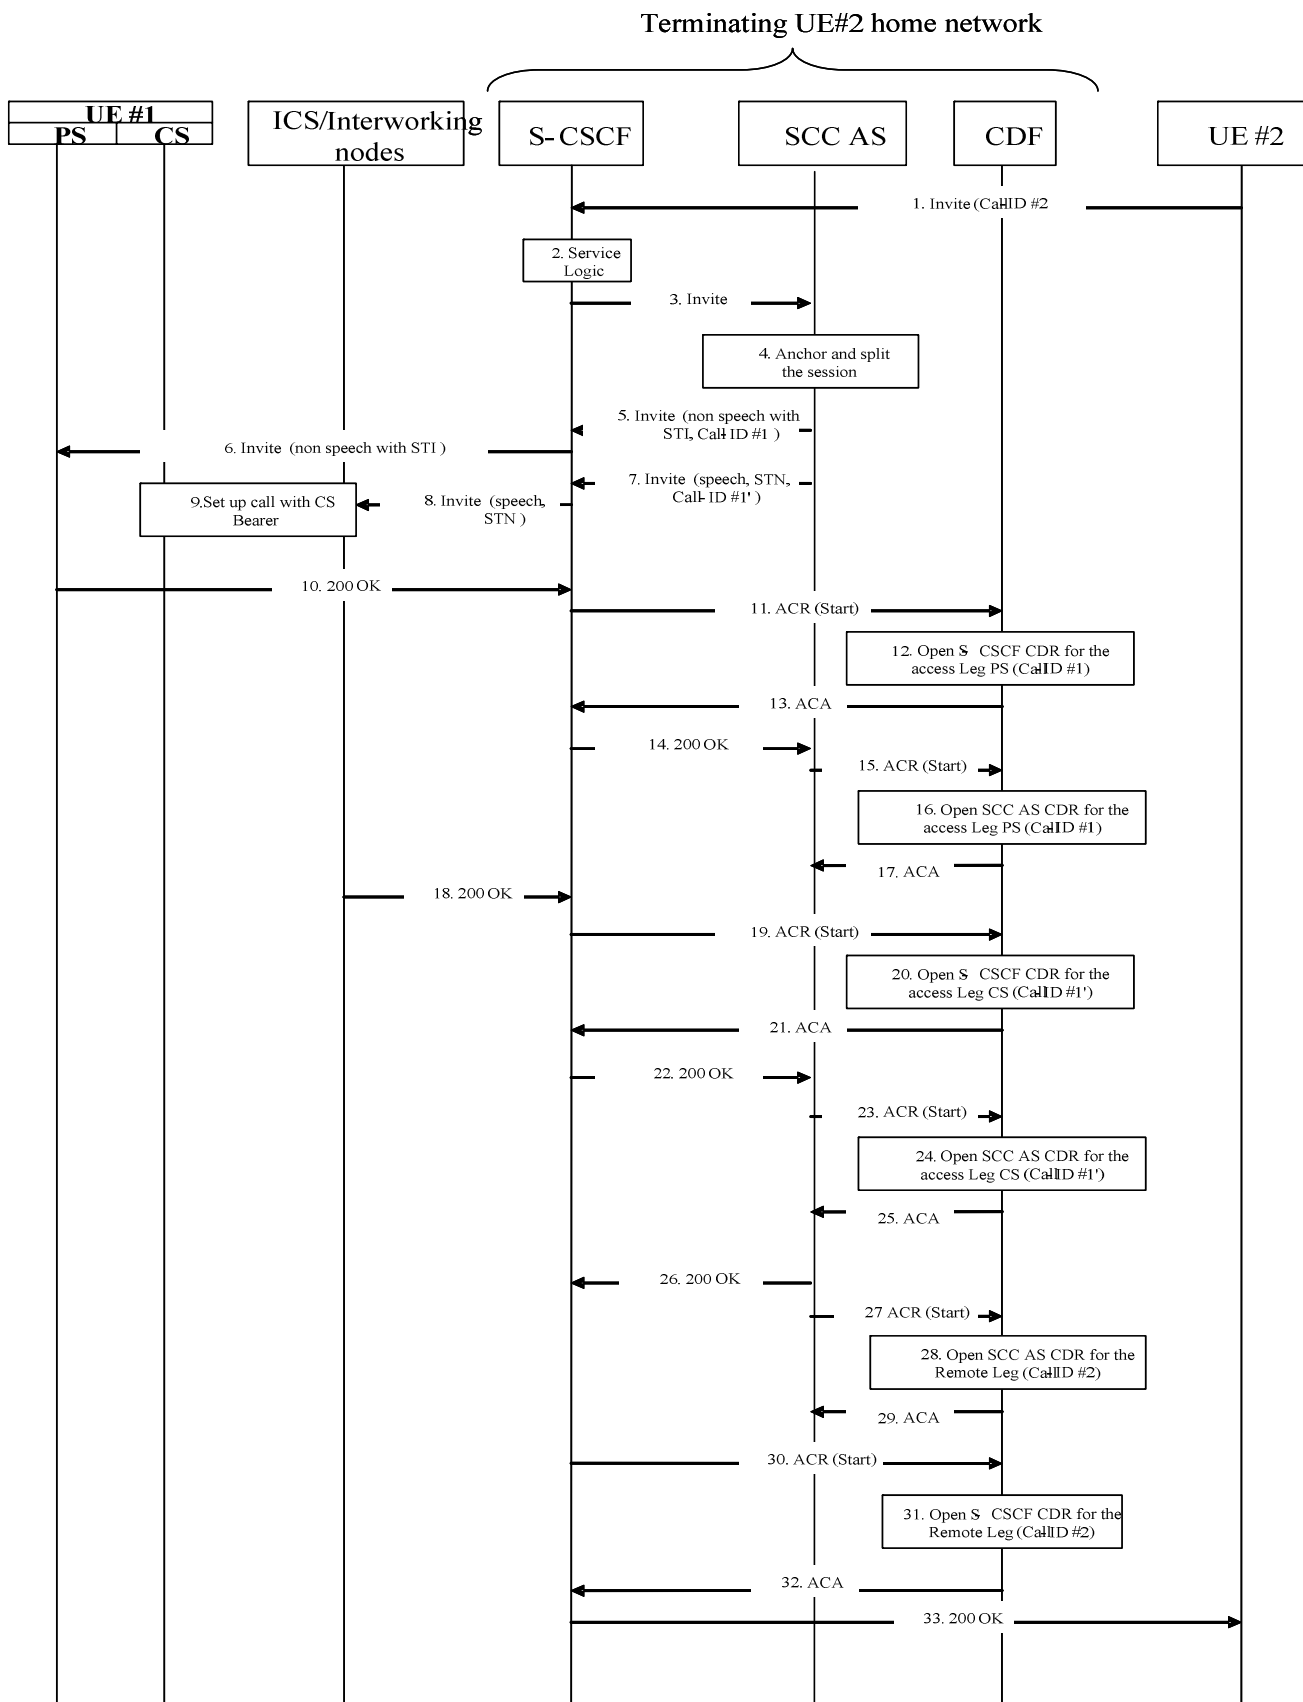 Terminating UE#2 home network
UE #1
PS CS
ICS/Interworking
nodes
S-CSCF
SCC AS
CDF
UE #2
1. Invite (Call-ID #2
2. Service
Logic
3. Invite
4. Anchor and split
the session
5. Invite (non speech with
STI, Call-ID #1 )
6. Invite (non speech with STI )
7. Invite (speech, STN,
Call-ID #1' )
8. Invite (speech,
STN )
9.Set up call with CS
Bearer
10. 200 OK
11. ACR (Start)
12. Open S- CSCF CDR for the
access Leg PS (Call-ID #1)
13. ACA
14. 200 OK
15. ACR (Start)
16. Open SCC AS CDR for the
access Leg PS (Call-ID #1)
17. ACA
18. 200 OK
19. ACR (Start)
20. Open S- CSCF CDR for the
access Leg CS (Call-ID #1')
21. ACA
22. 200 OK
23. ACR (Start)
24. Open SCC AS CDR for the
access Leg CS (Call-ID #1')
25. ACA
26. 200 OK
27 ACR (Start)
28. Open SCC AS CDR for the
Remote Leg (Call-ID #2)
29. ACA
30. ACR (Start)
31. Open S- CSCF CDR for the
Remote Leg (Call-ID #2)
32. ACA
33. 200 OK